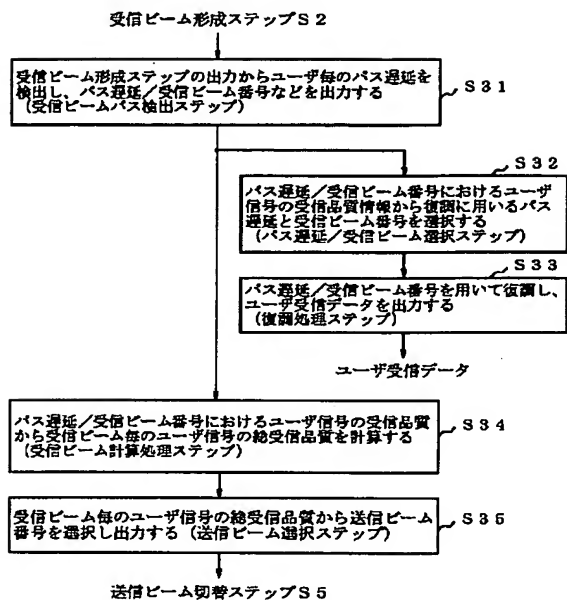 受信ビーム形成ステップS2
受信ビーム形成ステップの出力からユーザ毎のパス遅延を
検出し、パス遅延/受信ビーム番号などを出力する
(受信ビームパス検出ステップ)
S31
S32
パス遅延/受信ビーム番号におけるユーザ
信号の受信品質情報から復調に用いるパス
遅延と受信ビーム番号を選択する
(パス遅延/受信ビーム選択ステップ)
S33
パス遅延/受信ビーム番号を用いて復調し、
ユーザ受信データを出力する
(復調処理ステップ)
ユーザ受信データ
パス遅延/受信ビーム番号におけるユーザ信号の受信品質
から受信ビーム毎のユーザ信号の総受信品質を計算する
(受信ビーム計算処理ステップ)
S34
受信ビーム毎のユーザ信号の総受信品質から送信ビーム
番号を選択し出力する(送信ビーム選択ステップ)
S35
送信ビーム切替ステップS5